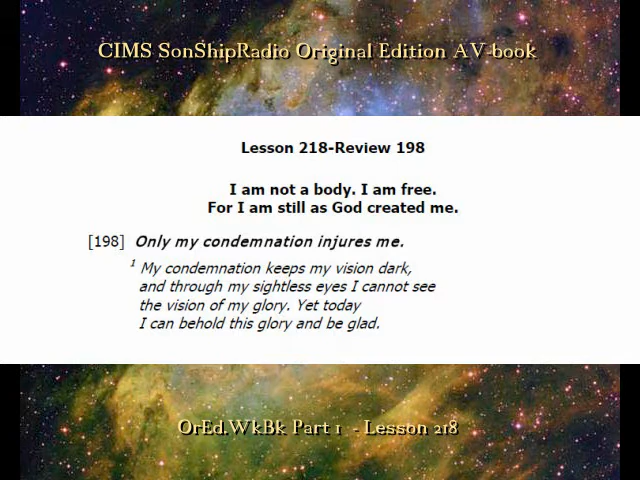 CIMS SonShipRadio Original Edition AV-book
Lesson 218-Review 198
I am not a body. I am free.
For I am still as God created me.
[198] Only my condemnation injures me.
1 My condemnation keeps my vision dark,
and through my sightless eyes I cannot see
the vision of my glory. Yet today
I can behold this glory and be glad.
OrEd.WkBk Part 1 - Lesson 218